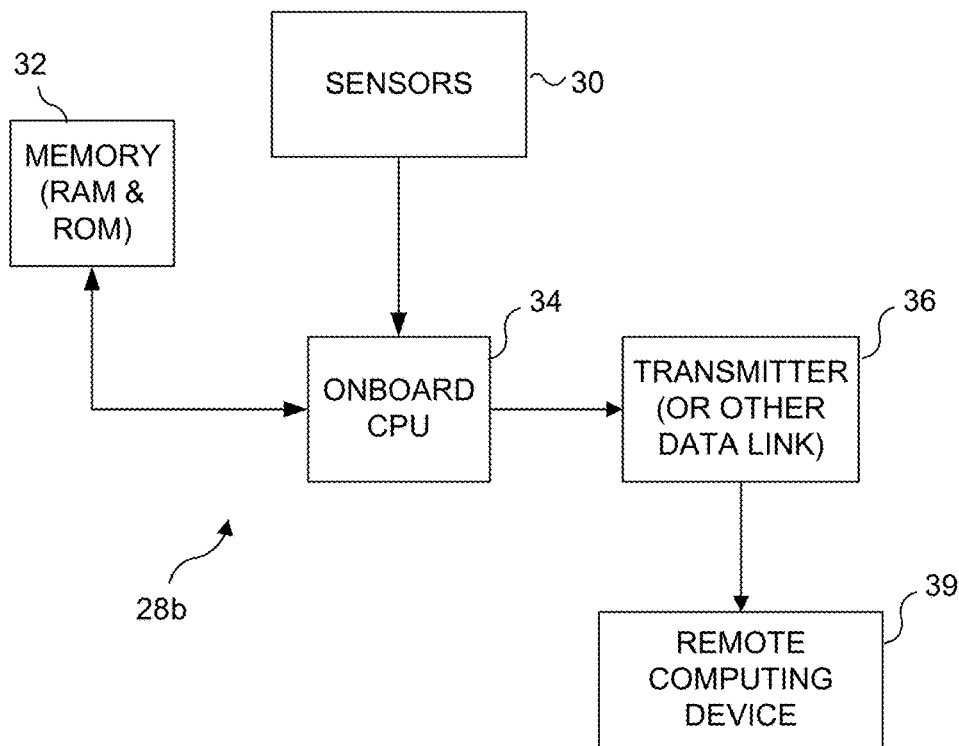 32
MEMORY
(RAM &
ROM)
SENSORS
30
34
ONBOARD
CPU
36
TRANSMITTER
(OR OTHER
DATA LINK)
28b
39
REMOTE
COMPUTING
DEVICE